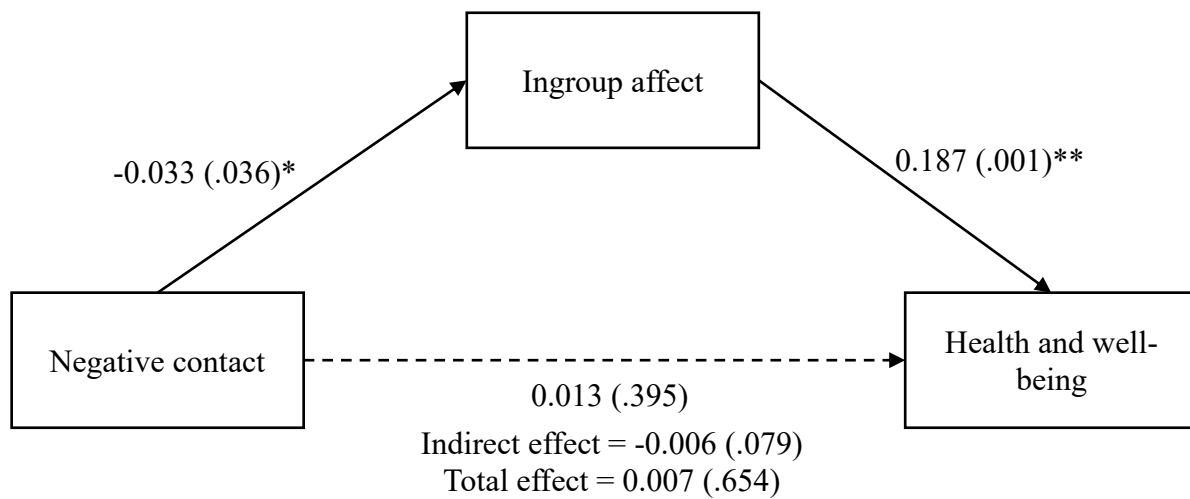 Ingroup affect
-0.033 (.036)*
0.187 (.001)**
Negative contact
Health and well-
being
0.013 (.395)
Indirect effect = -0.006 (.079)
Total effect = 0.007 (.654)